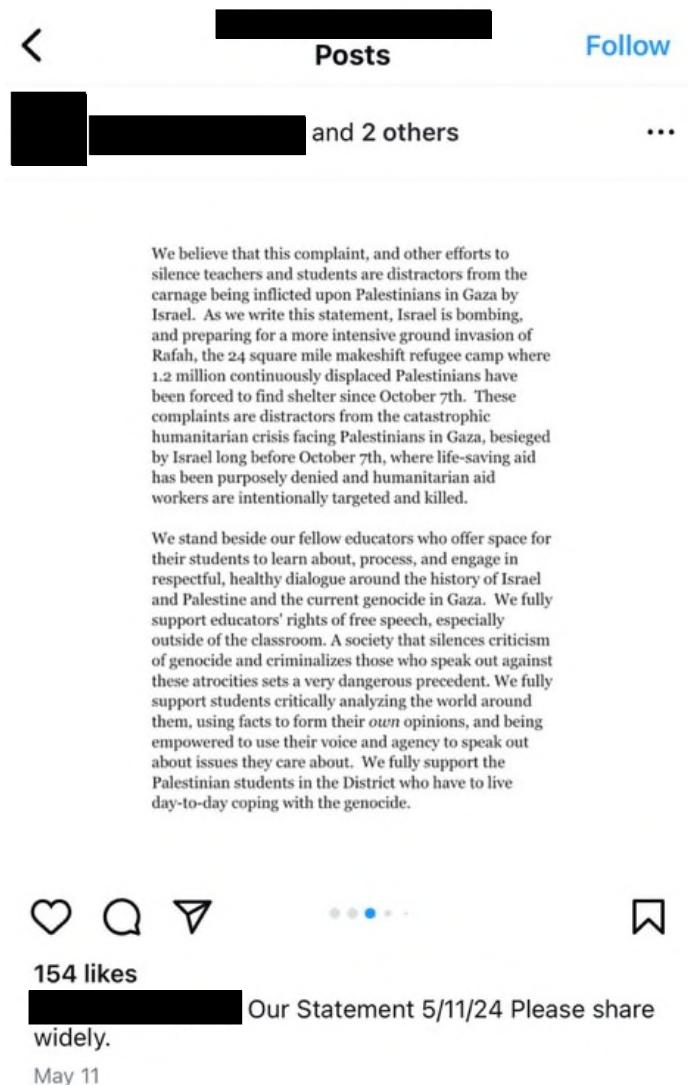 Posts
Follow
and 2 others
We believe that this complaint, and other efforts to
silence teachers and students are distractors from the
carnage being inflicted upon Palestinians in Gaza by
Israel.  As we write this statement, Israel is bombing,
and preparing for a more intensive ground invasion of
Rafah, the 24 square mile makeshift refugee camp where
1.2 million continuously displaced Palestinians have
been forced to find shelter since October 7th.  These
complaints are distractors from the catastrophic
humanitarian crisis facing Palestinians in Gaza, besieged
by Israel long before October 7th, where life-saving aid
has been purposely denied and humanitarian aid
workers are intentionally targeted and killed.
We stand beside our fellow educators who offer space for
their students to learn about, process, and engage in
respectful, healthy dialogue around the history of Israel
and Palestine and the current genocide in Gaza.  We fully
support educators' rights of free speech, especially
outside of the classroom. A society that silences criticism
of genocide and criminalizes those who speak out against
these atrocities sets a very dangerous precedent. We fully
support students critically analyzing the world around
them, using facts to form their own opinions, and being
empowered to use their voice and agency to speak out
about issues they care about.  We fully support the
Palestinian students in the District who have to live
day-to-day coping with the genocide.
154 likes
Our Statement 5/11/24 Please share
widely.
May 11